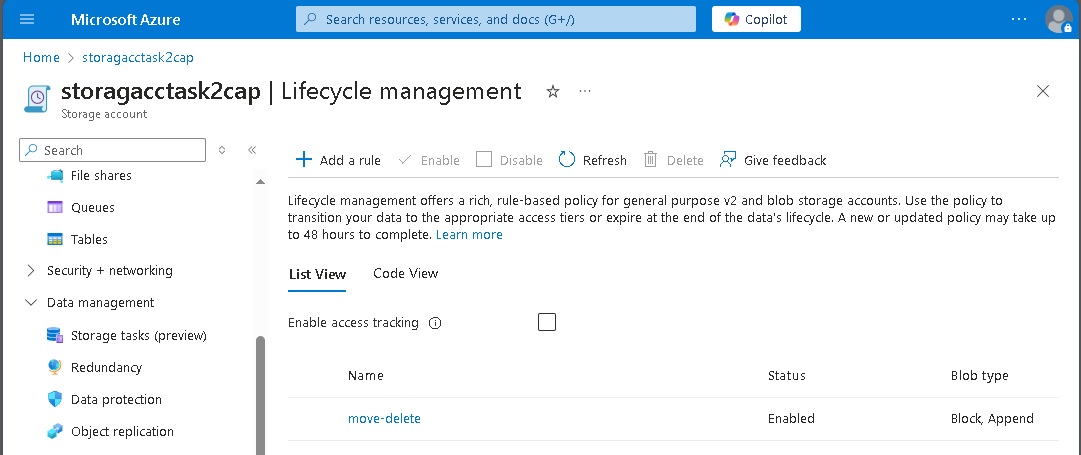 Microsoft Azure
Search resources, services, and docs (G+/)
Copilot
...
Home > storagacctask2cap
storagacctask2cap | Lifecycle management
...
Storage account
Search
File shares
Queues
Tables
Security + networking
Data management
Storage tasks (preview)
Redundancy
Data protection
Object replication
Add a rule
Enable
Disable
Refresh
Delete
Give feedback
Lifecycle management offers a rich, rule-based policy for general purpose v2 and blob storage accounts. Use the policy to
transition your data to the appropriate access tiers or expire at the end of the data's lifecycle. A new or updated policy may take up
to 48 hours to complete. Learn more
List View
Code View
Enable access tracking
Name Status Blob type
move-delete Enabled Block, Append